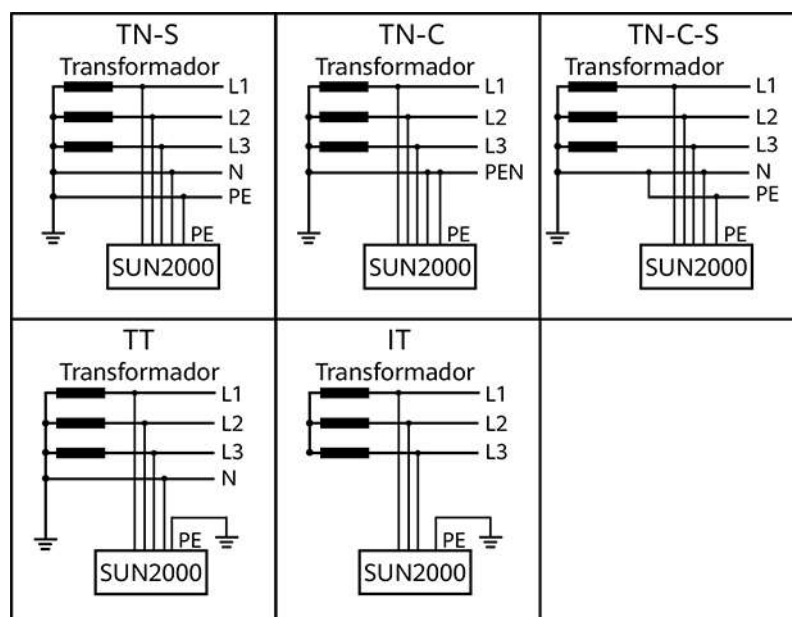 TN-S
Transformador
L1
L2
L3
N
PE
PE
SUN2000
TN-C
Transformador
L1
L2
L3
PEN
PE
SUN2000
TN-C-S
Transformador
L1
L2
L3
N
PE
PE
SUN2000
TT
Transformador
L1
L2
L3
N
PE
SUN2000
IT
Transformador
L1
L2
L3
PE
SUN2000